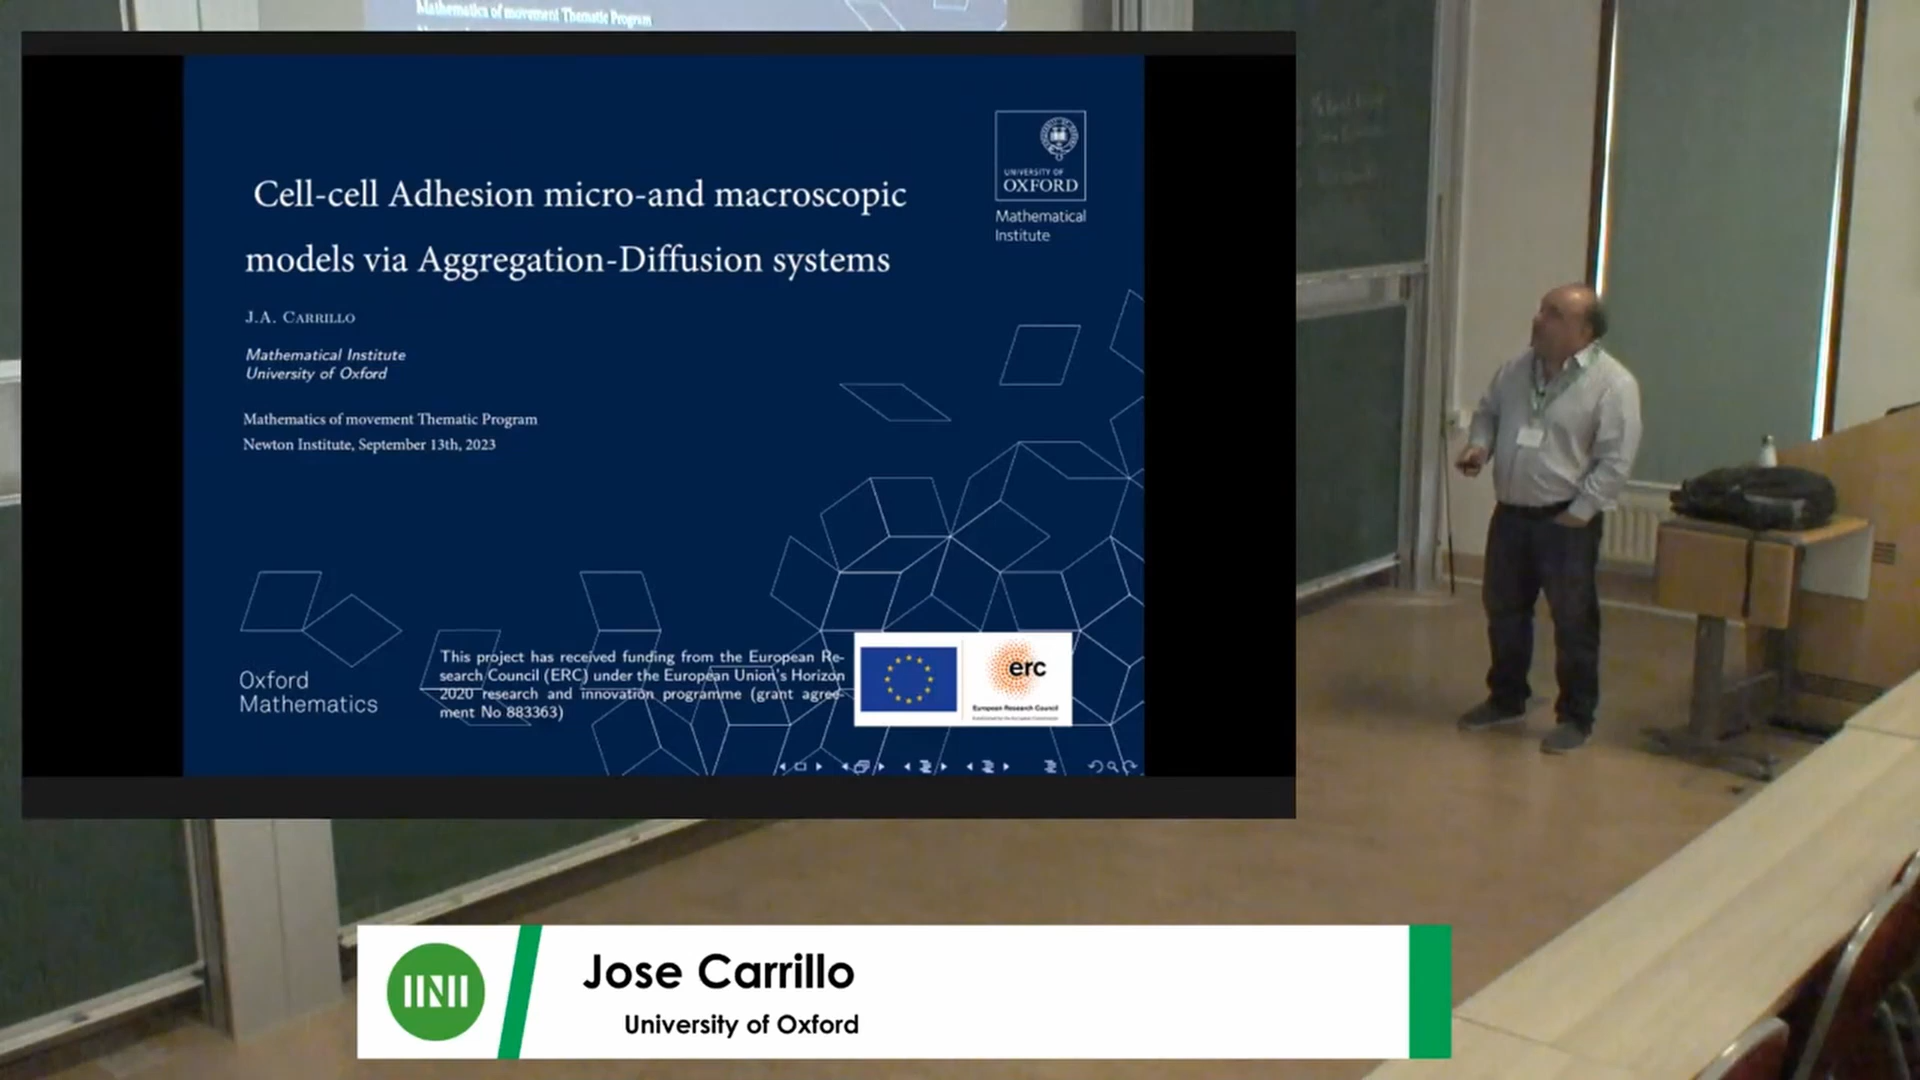 Mathematics of movement Thematic Program
Cell-cell Adhesion micro-and macroscopic
models via Aggregation-Diffusion systems
UNIVERSITY OF
OXFORD
Mathematical
Institute
J.A. CARRILLO
Mathematical Institute
University of Oxford
Mathematics of movement Thematic Program
Newton Institute, September 13th, 2023
Oxford
Mathematics
This project has received funding from the European Re-
search Council (ERC) under the European Union's Horizon
2020 research and innovation programme (grant agree-
ment No 883363)
erc
European Research Council
Jose Carrillo
University of Oxford